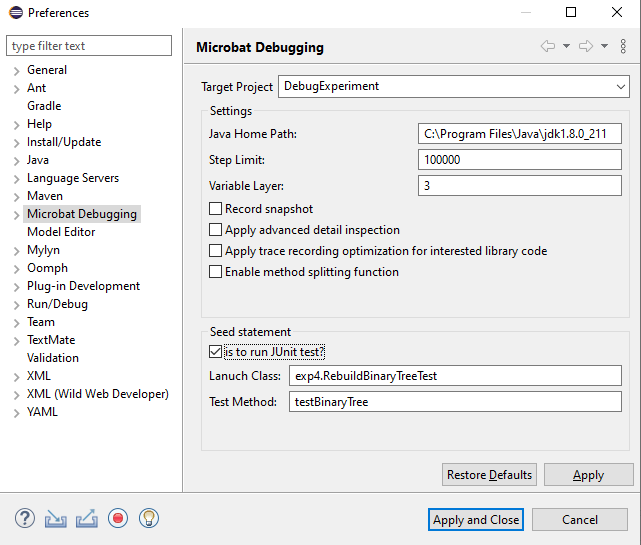 Preferences
type filter text
General
Ant
Gradle
Help
Install/Update
Java
Language Servers
Maven
Microbat Debugging
Model Editor
Mylyn
Oomph
Plug-in Development
Run/Debug
Team
TextMate
Validation
XML
XML (Wild Web Developer)
YAML
Microbat Debugging
Target Project DebugExperiment
Settings
Java Home Path: C:\Program Files\Java\jdk1.8.0_211
Step Limit: 100000
Variable Layer: 3
Record snapshot
Apply advanced detail inspection
Apply trace recording optimization for interested library code
Enable method splitting function
Seed statement
is to run JUnit test?
Lanuch Class: exp4.RebuildBinaryTreeTest
Test Method: testBinaryTree
Restore Defaults Apply
? Apply and Close Cancel